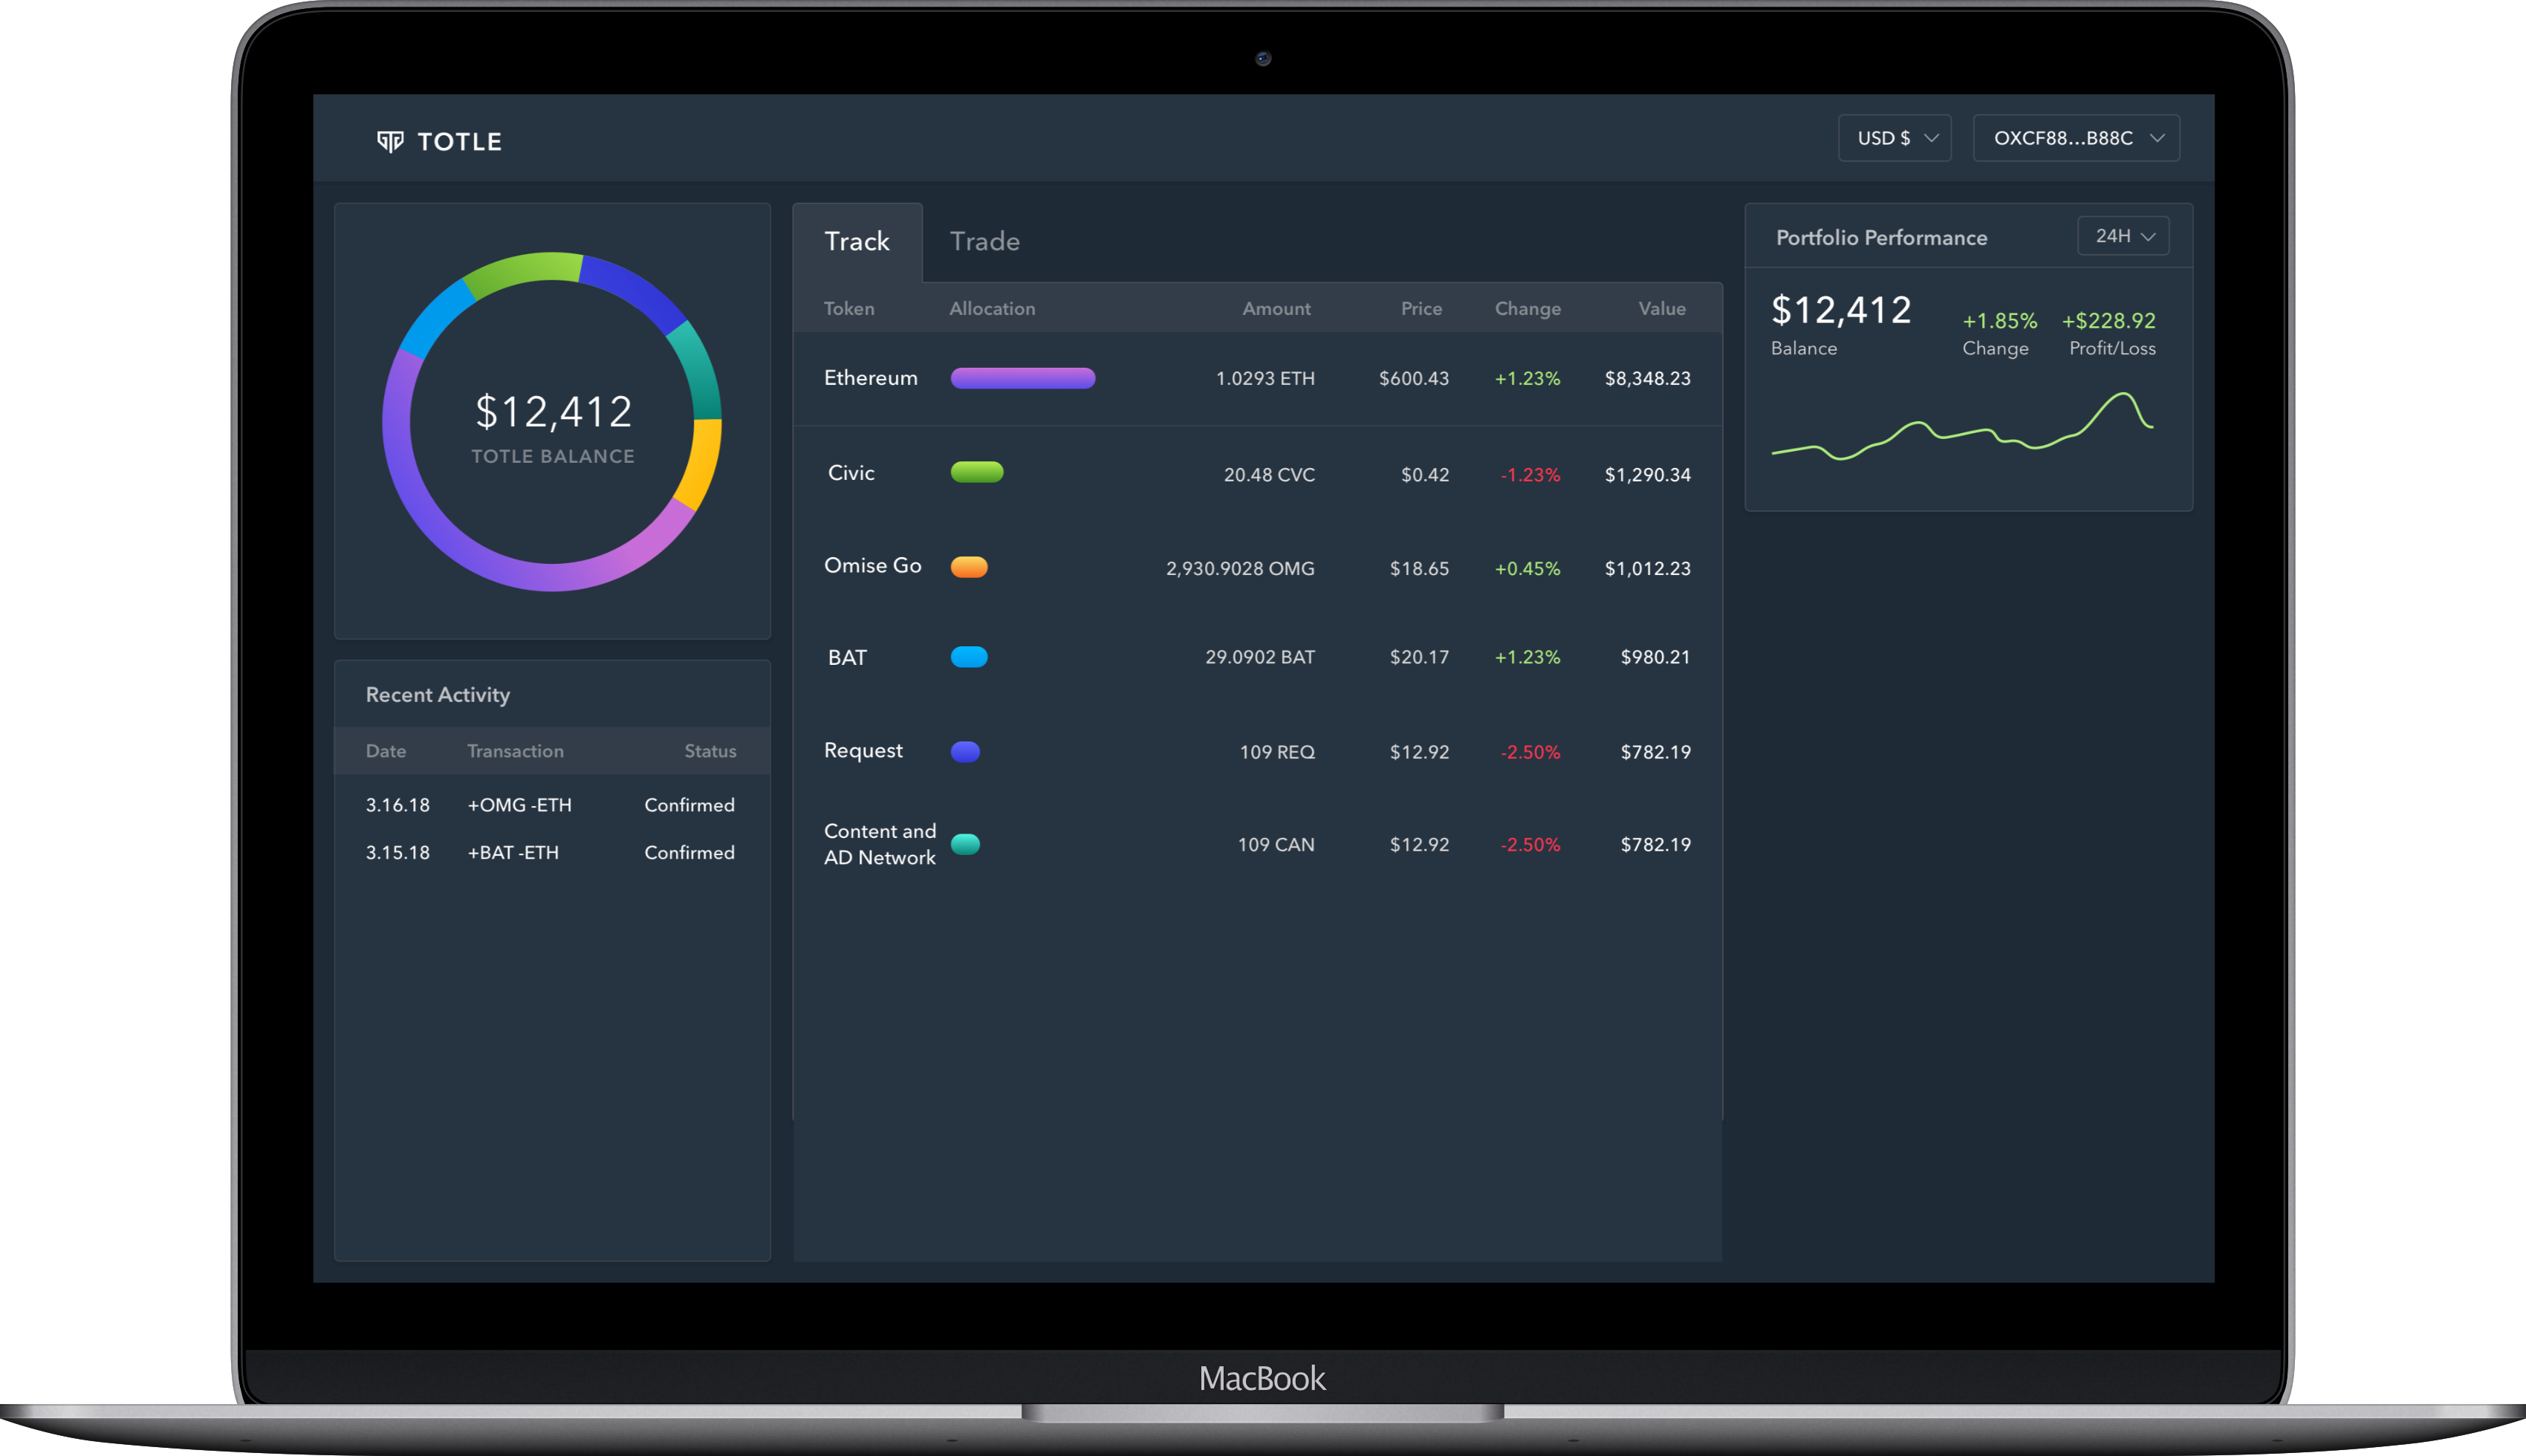 TOTLE
USD $
OXCF88...B88C
$12,412
TOTLE BALANCE
Recent Activity
Date Transaction Status
3.16.18 +OMG -ETH Confirmed
3.15.18 +BAT -ETH Confirmed
Track Trade
Token Allocation Amount Price Change Value
Ethereum 1.0293 ETH $600.43 +1.23% $8,348.23
Civic 20.48 CVC $0.42 -1.23% $1,290.34
Omise Go 2,930.9028 OMG $18.65 +0.45% $1,012.23
BAT 29.0902 BAT $20.17 +1.23% $980.21
Request 109 REQ $12.92 -2.50% $782.19
Content and
AD Network 109 CAN $12.92 -2.50% $782.19
Portfolio Performance 24H
$12,412 +1.85% +$228.92
Balance Change Profit/Loss
MacBook